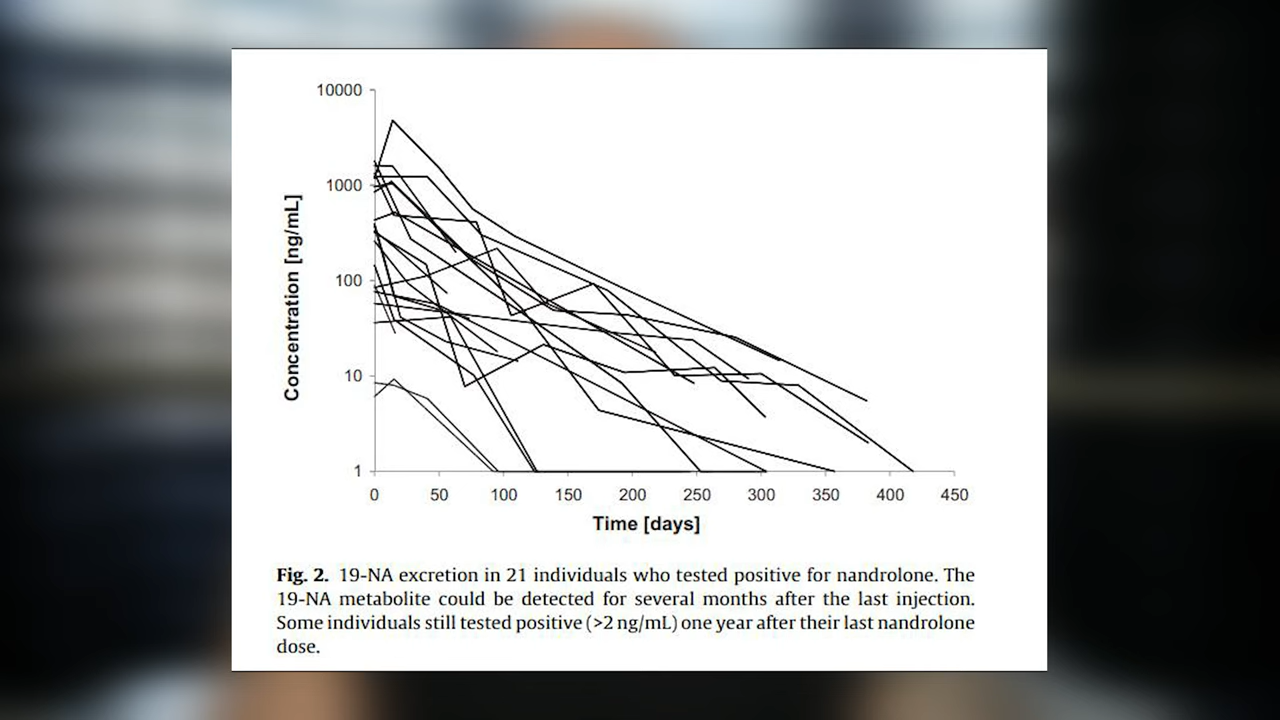 10000
1000
100
10
1
Concentration [ng/mL]
0 50 100 150 200 250 300 350 400 450
Time [days]
Fig. 2. 19-NA excretion in 21 individuals who tested positive for nandrolone. The
19-NA metabolite could be detected for several months after the last injection.
Some individuals still tested positive (>2 ng/mL) one year after their last nandrolone
dose.